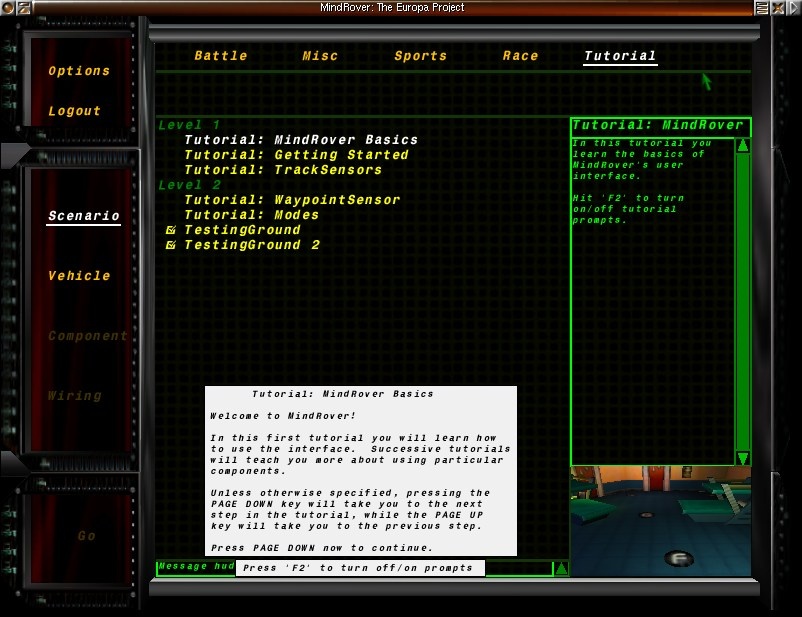 MindRover: The Europa Project
Options
Logout
Scenario
Vehicle
Component
Wiring
Go
Battle Misc Sports Race Tutorial
Level 1
Tutorial: MindRover Basics
Tutorial: Getting Started
Tutorial: TrackSensors
Level 2
Tutorial: WaypointSensor
Tutorial: Modes
TestingGround
TestingGround 2
Tutorial: MindRover
In this tutorial you
learn the basics of
MindRover's user
interface.
Hit 'F2' to turn
on/off tutorial
prompts.
Tutorial: MindRover Basics
Welcome to MindRover!
In this first tutorial you will learn how
to use the interface. Successive tutorials
will teach you more about using particular
components.
Unless otherwise specified, pressing the
PAGE DOWN key will take you to the next
step in the tutorial, while the PAGE UP
key will take you to the previous step.
Press PAGE DOWN now to continue.
Message hud
Press 'F2' to turn off/on prompts
F